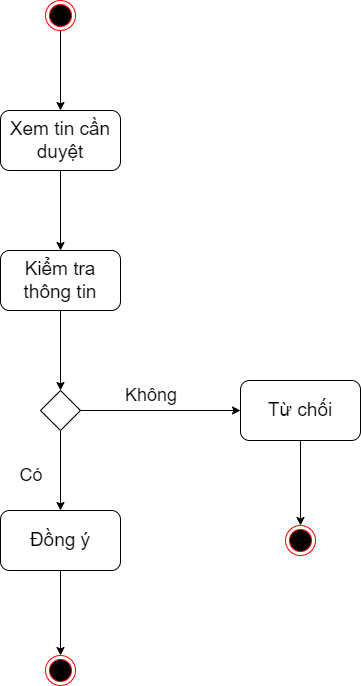 Xem tin cần
duyệt
Kiểm tra
thông tin
Không
Từ chối
Có
Đồng ý